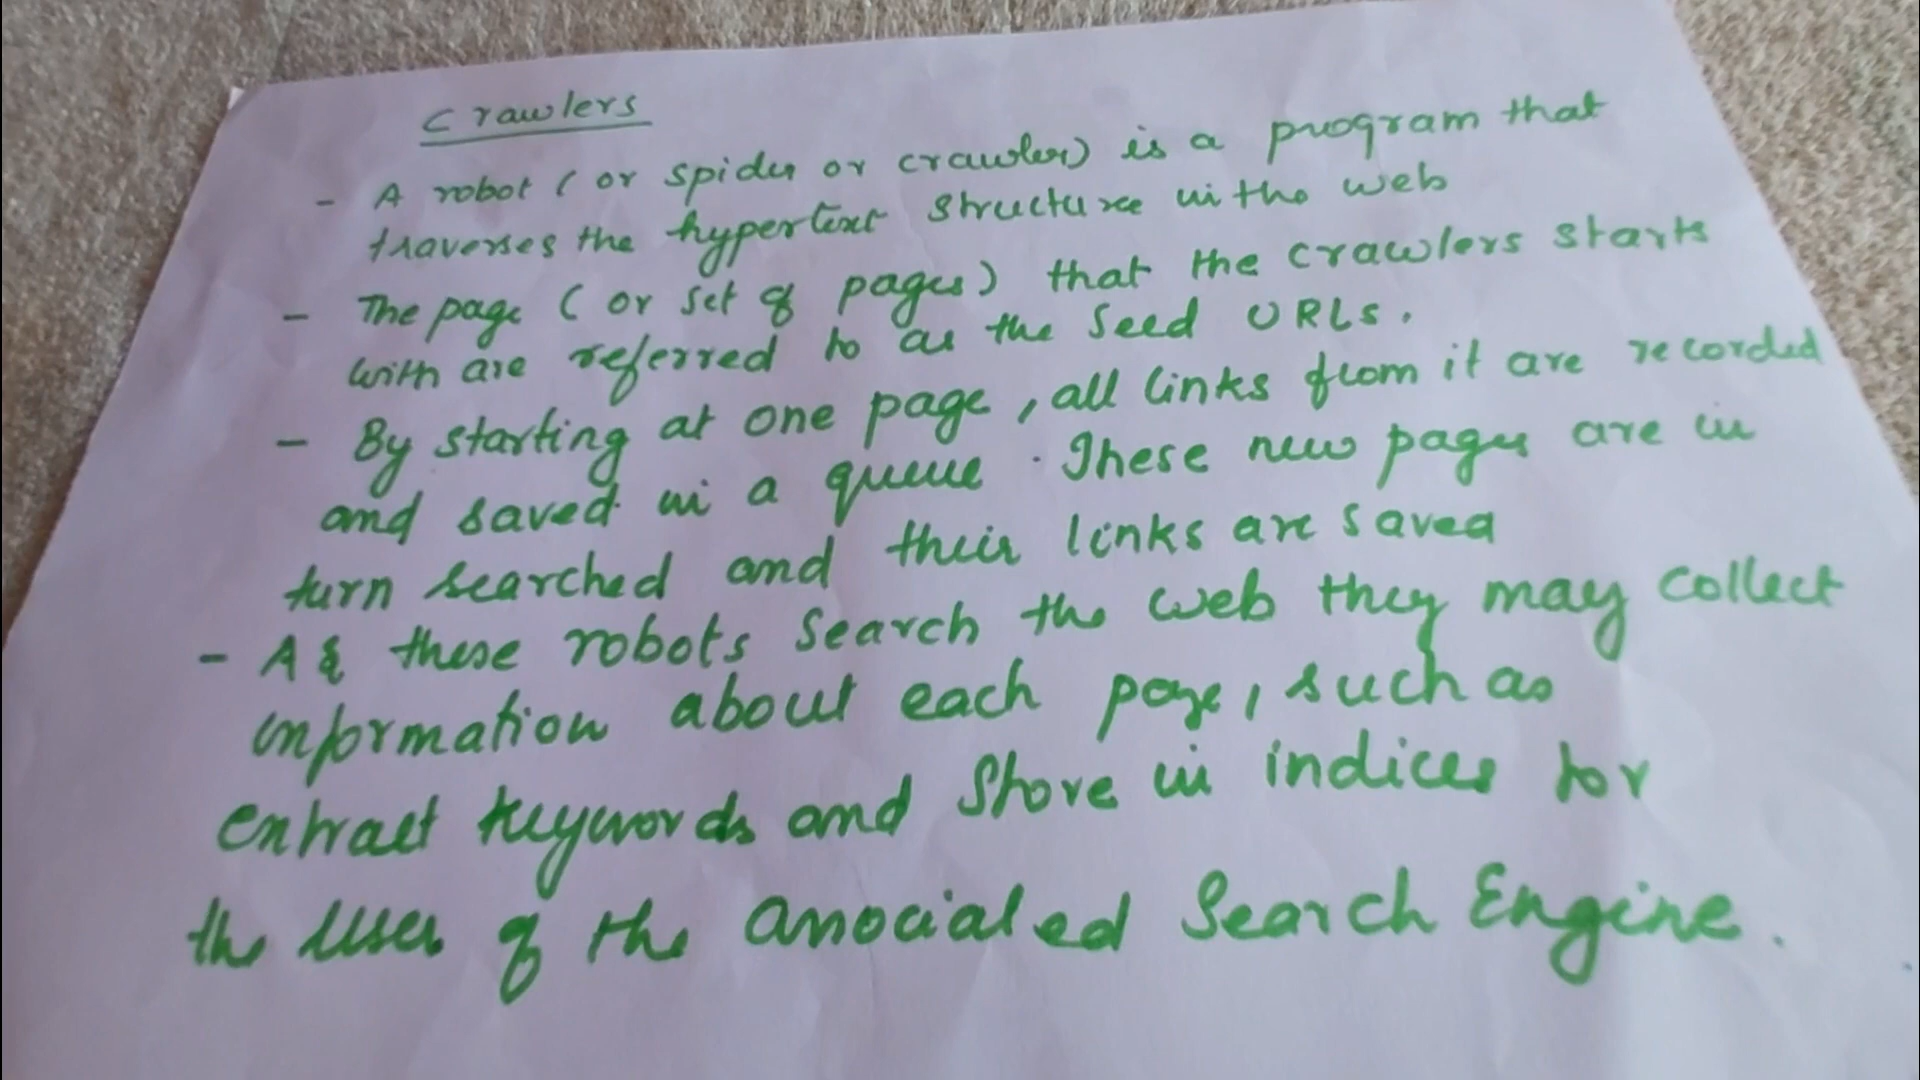 Crawlers
- A robot (or spider or crawler) is a program that
traverses the hypertext structure in the web
- The page (or set of pages) that the crawlers starts
with are referred to as the Seed URLs.
- By starting at one page, all links from it are recorded
and saved in a queue. These new pages are in
turn searched and their links are saved
- As these robots search the web they may collect
information about each page, such as
extract keywords and store in indices for
the user of the associated Search Engine.